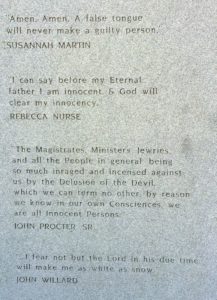 "Amen. Amen. A false tongue
will never make a guilty person."
SUSANNAH MARTIN
"I can say before my Eternal
father I am innocent & God will
clear my innocency."
REBECCA NURSE
"The Magistrates, Ministers, Jewries,
and all the People in general, being
so much inraged and incensed against
us by the Delusion of the Devil,
which we can term no other, by reason
we know in our own Consciences, we
are all Innocent Persons."
JOHN PROCTER SR.
"...I fear not but the Lord in his due time
will make me as white as snow."
JOHN WILLARD